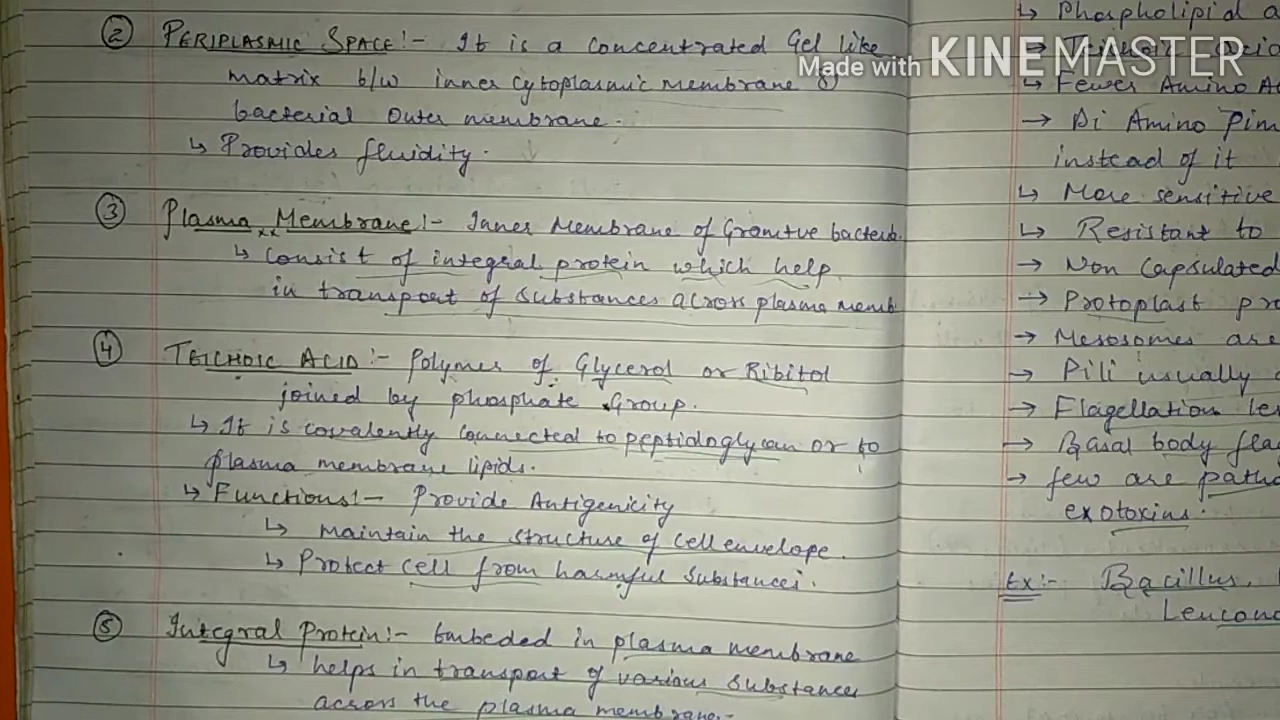 ② PERIPLASMIC SPACE:- It is a concentrated Gel like
matrix b/w inner cytoplasmic membrane &
bacterial outer membrane.
↳ Provides fluidity.
③ Plasma Membrane:- Inner Membrane of Gram+ve bacteria.
↳ Consist of integral protein which help
in transport of substances across plasma memb
④ TEICHOIC ACID:- Polymer of Glycerol or Ribitol
joined by phosphate Group.
↳ It is covalently connected to peptidoglycan or to
plasma membrane lipids.
↳ Functions:- Provide Antigenicity
↳ Maintain the structure of cell envelope.
↳ Protect cell from harmful substances.
⑤ Integral Protein:- Embeded in plasma membrane
↳ helps in transport of various substances
across the plasma membrane.-
↳ Phospholipid a
Made with KINEMASTER
↳ Fewer Amino A
→ Di Amino Pim
instead of it
↳ More sensitive
↳ Resistant to
→ Non Capsulated
→ Protoplast pr
→ Mesosomes are
→ Pili usually
→ Flagellation
→ Basal body fla
→ few are path
exotoxins.
Ex:- Bacillus,
Leucon